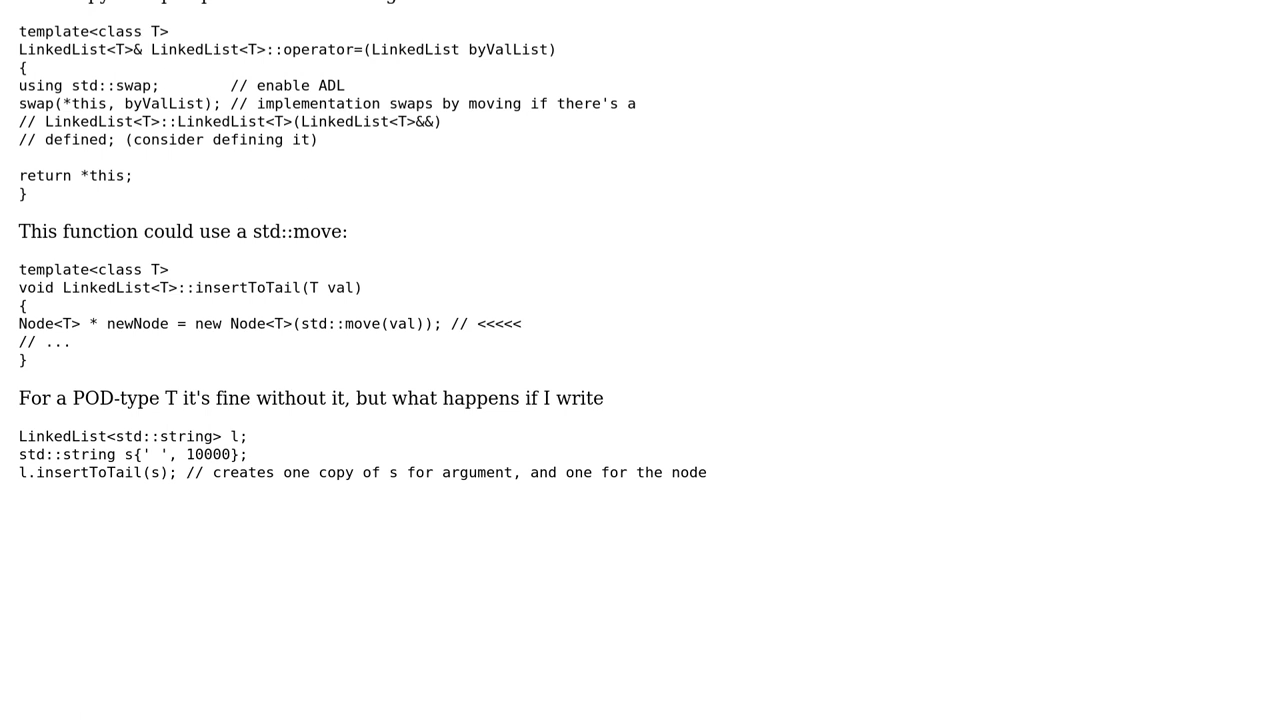 template<class T>
LinkedList<T>& LinkedList<T>::operator=(LinkedList byValList)
{
using std::swap;        // enable ADL
swap(*this, byValList); // implementation swaps by moving if there's a
// LinkedList<T>::LinkedList<T>(LinkedList<T>&&)
// defined; (consider defining it)

return *this;
}
This function could use a std::move:
template<class T>
void LinkedList<T>::insertToTail(T val)
{
Node<T> * newNode = new Node<T>(std::move(val)); // <<<<<
// ...
}
For a POD-type T it's fine without it, but what happens if I write
LinkedList<std::string> l;
std::string s{' ', 10000};
l.insertToTail(s); // creates one copy of s for argument, and one for the node